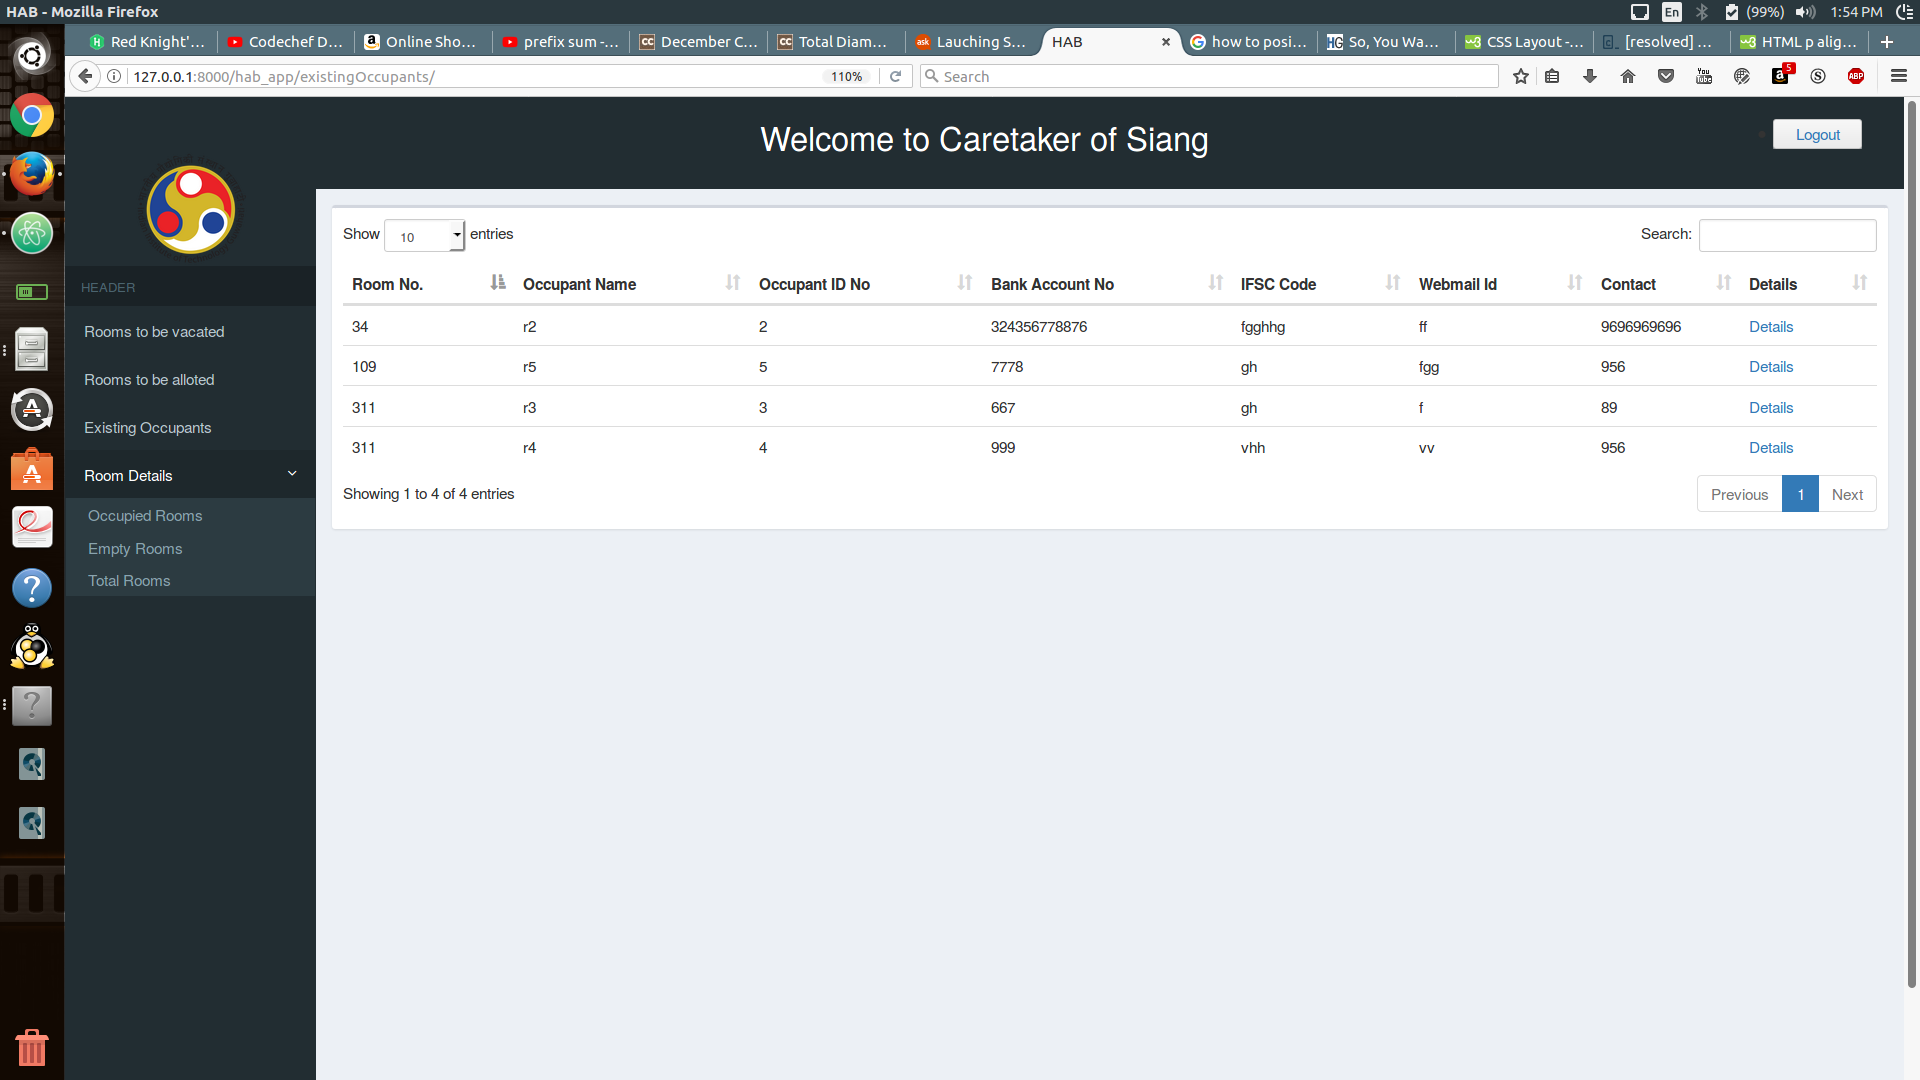 HAB - Mozilla Firefox
En (99%) 1:54 PM
Red Knight'... Codechef D... Online Sho... prefix sum -... December C... Total Diam... Lauching S... HAB how to posi... So, You Wa... CSS Layout -... [resolved] ... HTML p alig...
127.0.0.1:8000/hab_app/existingOccupants/ 110% Search 5 ABP
Welcome to Caretaker of Siang
Logout
HEADER
Rooms to be vacated
Rooms to be alloted
Existing Occupants
Room Details
Occupied Rooms
Empty Rooms
Total Rooms
Show 10 entries Search:
Room No. Occupant Name Occupant ID No Bank Account No IFSC Code Webmail Id Contact Details
34 r2 2 324356778876 fgghhg ff 9696969696 Details
109 r5 5 7778 gh fgg 956 Details
311 r3 3 667 gh f 89 Details
311 r4 4 999 vhh vv 956 Details
Showing 1 to 4 of 4 entries Previous 1 Next